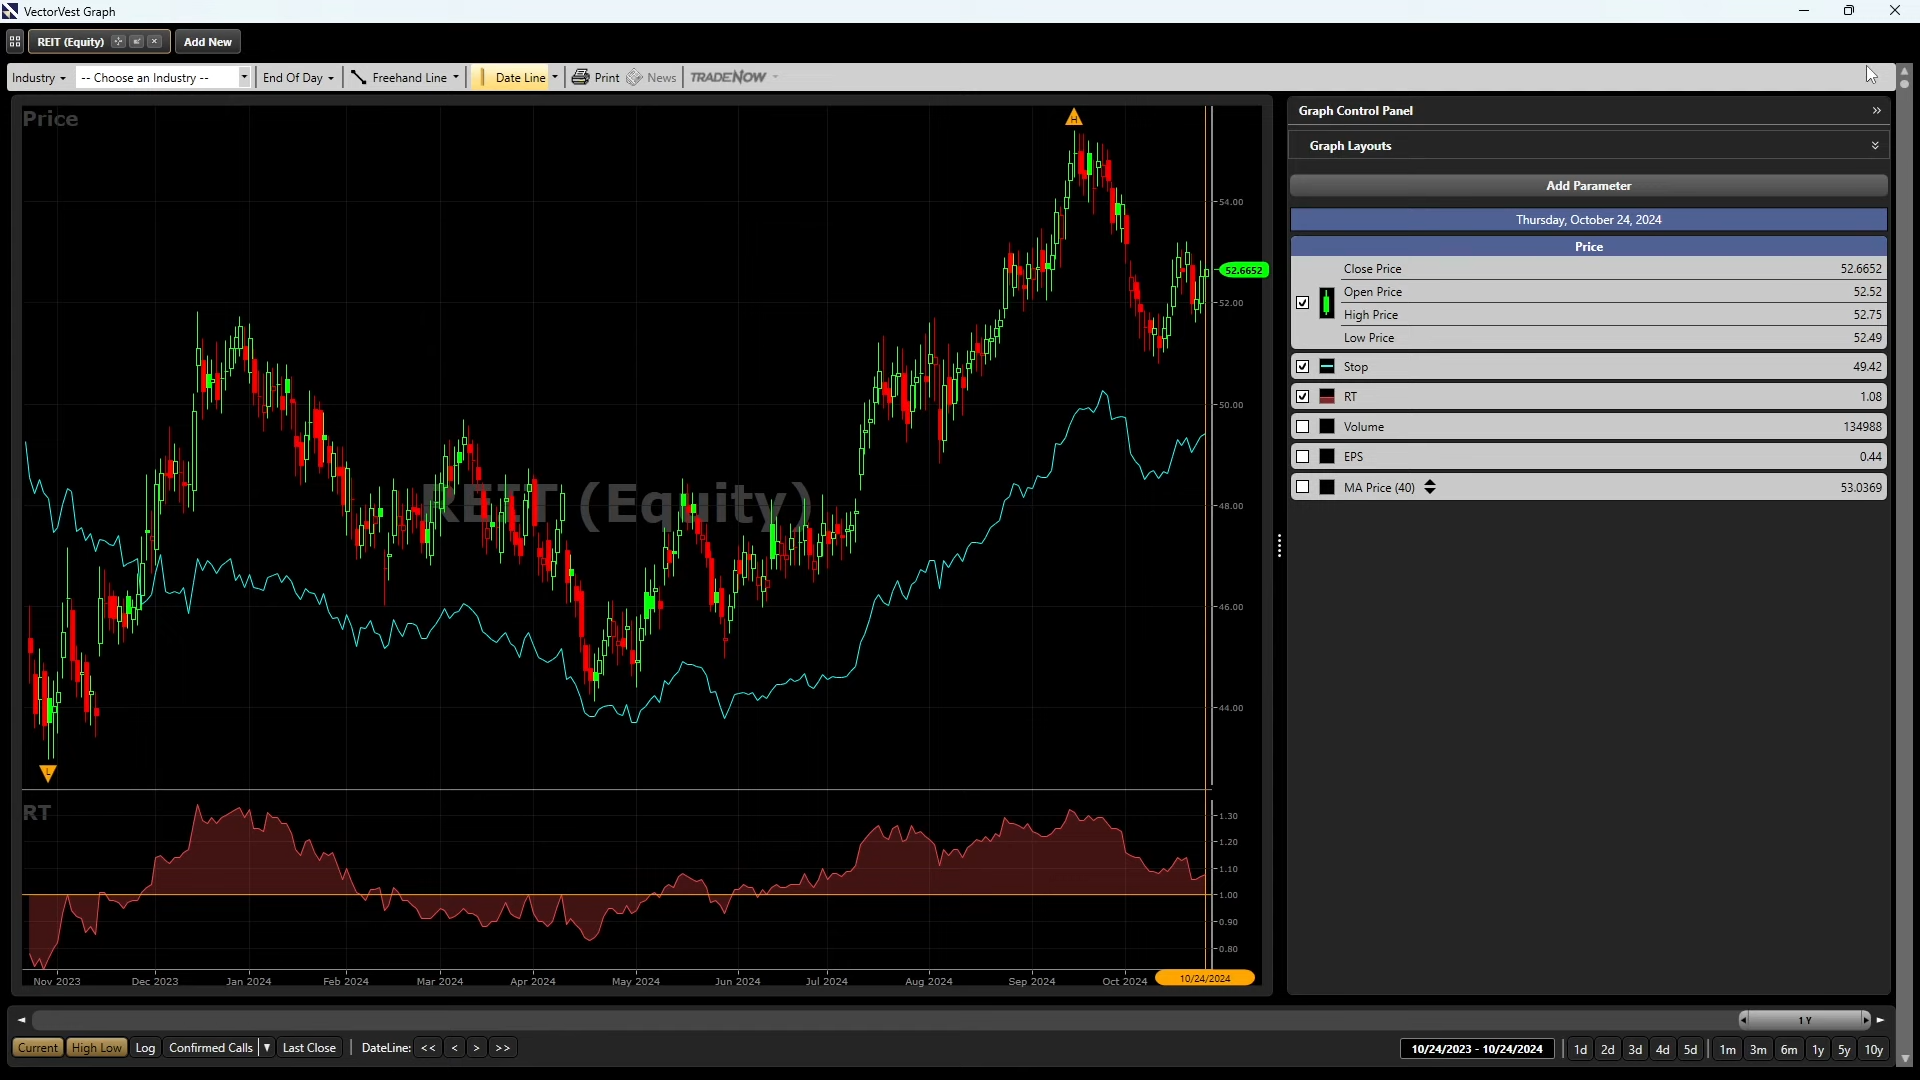 VectorVest Graph
REIT (Equity) Add New
Industry -- Choose an Industry -- End Of Day Freehand Line Date Line Print News TRADENOW
Price
H
54.00
52.6652
52.00
50.00
48.00
46.00
44.00
REIT (Equity)
L
RT
1.30
1.20
1.10
1.00
0.90
0.80
Nov 2023 Dec 2023 Jan 2024 Feb 2024 Mar 2024 Apr 2024 May 2024 Jun 2024 Jul 2024 Aug 2024 Sep 2024 Oct 2024 10/24/2024
Graph Control Panel
Graph Layouts
Add Parameter
Thursday, October 24, 2024
Price
Close Price 52.6652
Open Price 52.52
High Price 52.75
Low Price 52.49
Stop 49.42
RT 1.08
Volume 134988
EPS 0.44
MA Price (40) 53.0369
1 Y
Current High Low Log Confirmed Calls Last Close DateLine: << < > >> 10/24/2023 - 10/24/2024 1d 2d 3d 4d 5d 1m 3m 6m 1y 5y 10y